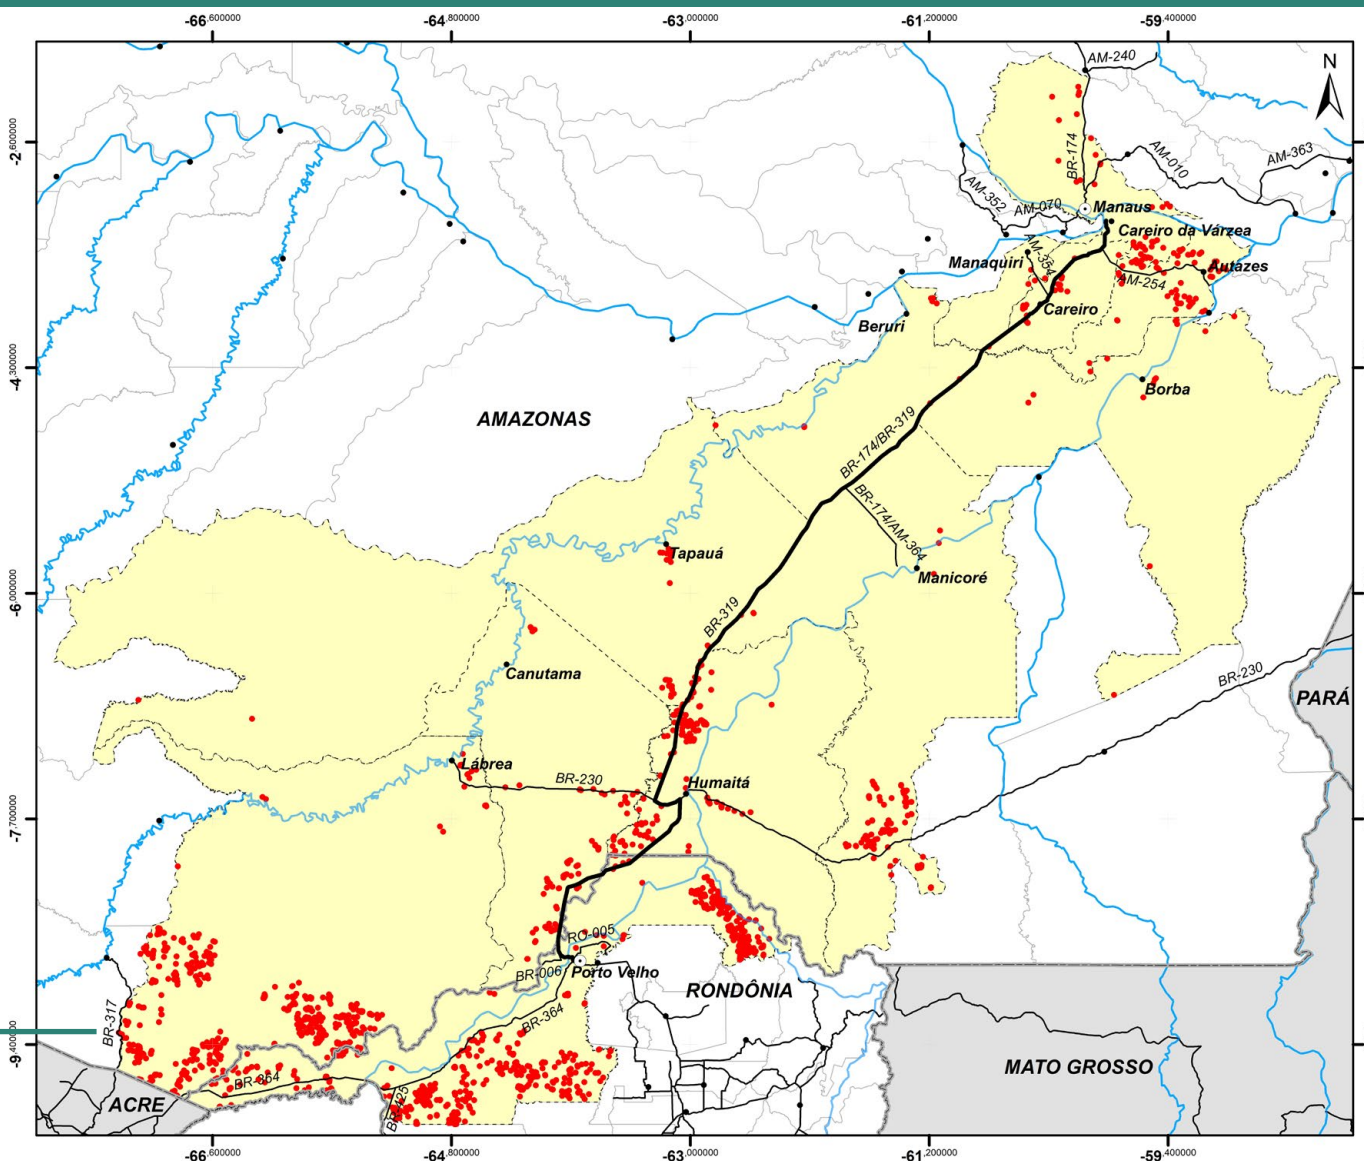 -66,600000
-64,800000
-63,000000
-61,200000
-59,400000
N
AM-240
-2,600000
BR-174
AM-010
AM-363
AM-352
AM-070
Manaus
Careiro da Várzea
AM-354
Manaquiri
Autazes
AM-254
Careiro
Beruri
-4,300000
Borba
AMAZONAS
BR-174/BR-319
BR-174/AM-364
Tapauá
Manicoré
-6,000000
BR-319
Canutama
BR-230
PARÁ
Lábrea
BR-230
Humaitá
-7,700000
RO-005
BR-006
Porto Velho
RONDÔNIA
BR-317
BR-364
-9,400000
MATO GROSSO
BR-364
ACRE
BR-425
-66,600000
-64,800000
-63,000000
-61,200000
-59,400000